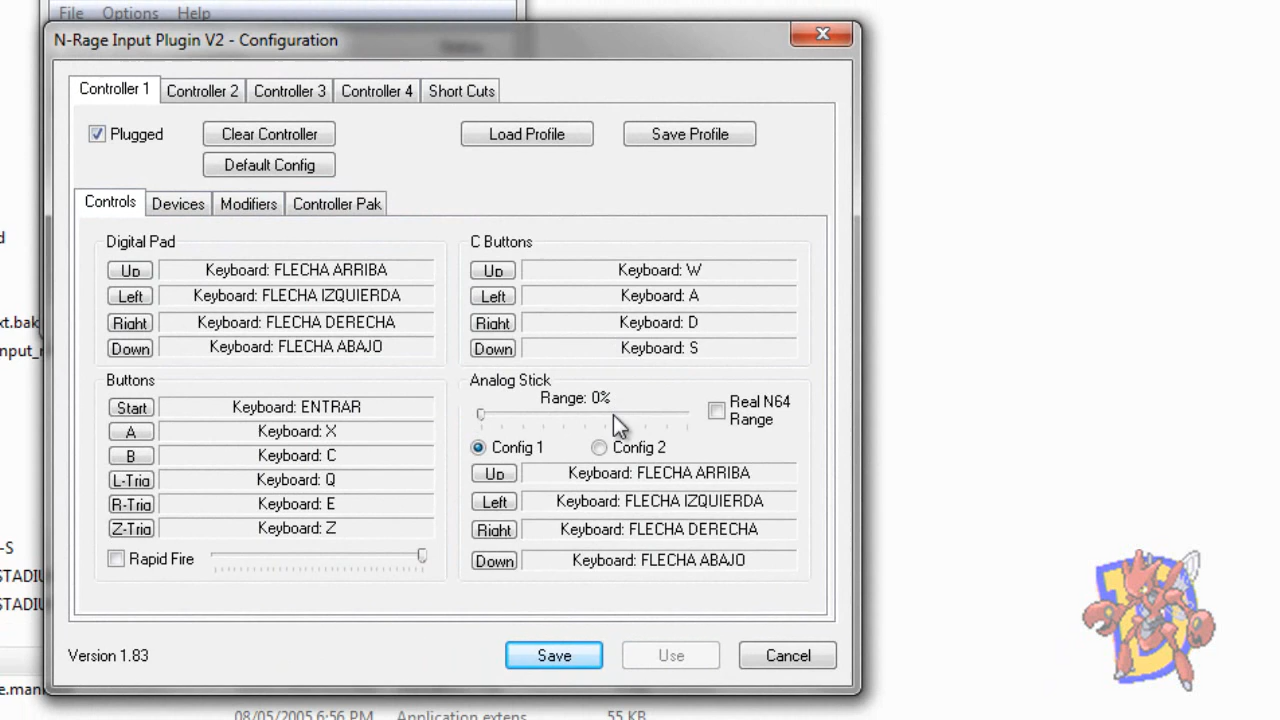 File Options Help
N-Rage Input Plugin V2 - Configuration
Controller 1 Controller 2 Controller 3 Controller 4 Short Cuts
Plugged Clear Controller Load Profile Save Profile
Default Config
Controls Devices Modifiers Controller Pak
Digital Pad
Up Keyboard: FLECHA ARRIBA
Left Keyboard: FLECHA IZQUIERDA
Right Keyboard: FLECHA DERECHA
Down Keyboard: FLECHA ABAJO
C Buttons
Up Keyboard: W
Left Keyboard: A
Right Keyboard: D
Down Keyboard: S
Buttons
Start Keyboard: ENTRAR
A Keyboard: X
B Keyboard: C
L-Trig Keyboard: Q
R-Trig Keyboard: E
Z-Trig Keyboard: Z
Rapid Fire
Analog Stick
Range: 0%
Real N64
Range
Config 1 Config 2
Up Keyboard: FLECHA ARRIBA
Left Keyboard: FLECHA IZQUIERDA
Right Keyboard: FLECHA DERECHA
Down Keyboard: FLECHA ABAJO
Version 1.83 Save Use Cancel
d
xt.bak
nput_r
-S
STADIU
STADIU
e.mani
08/05/2005 6:56 PM Application extens 55 KB